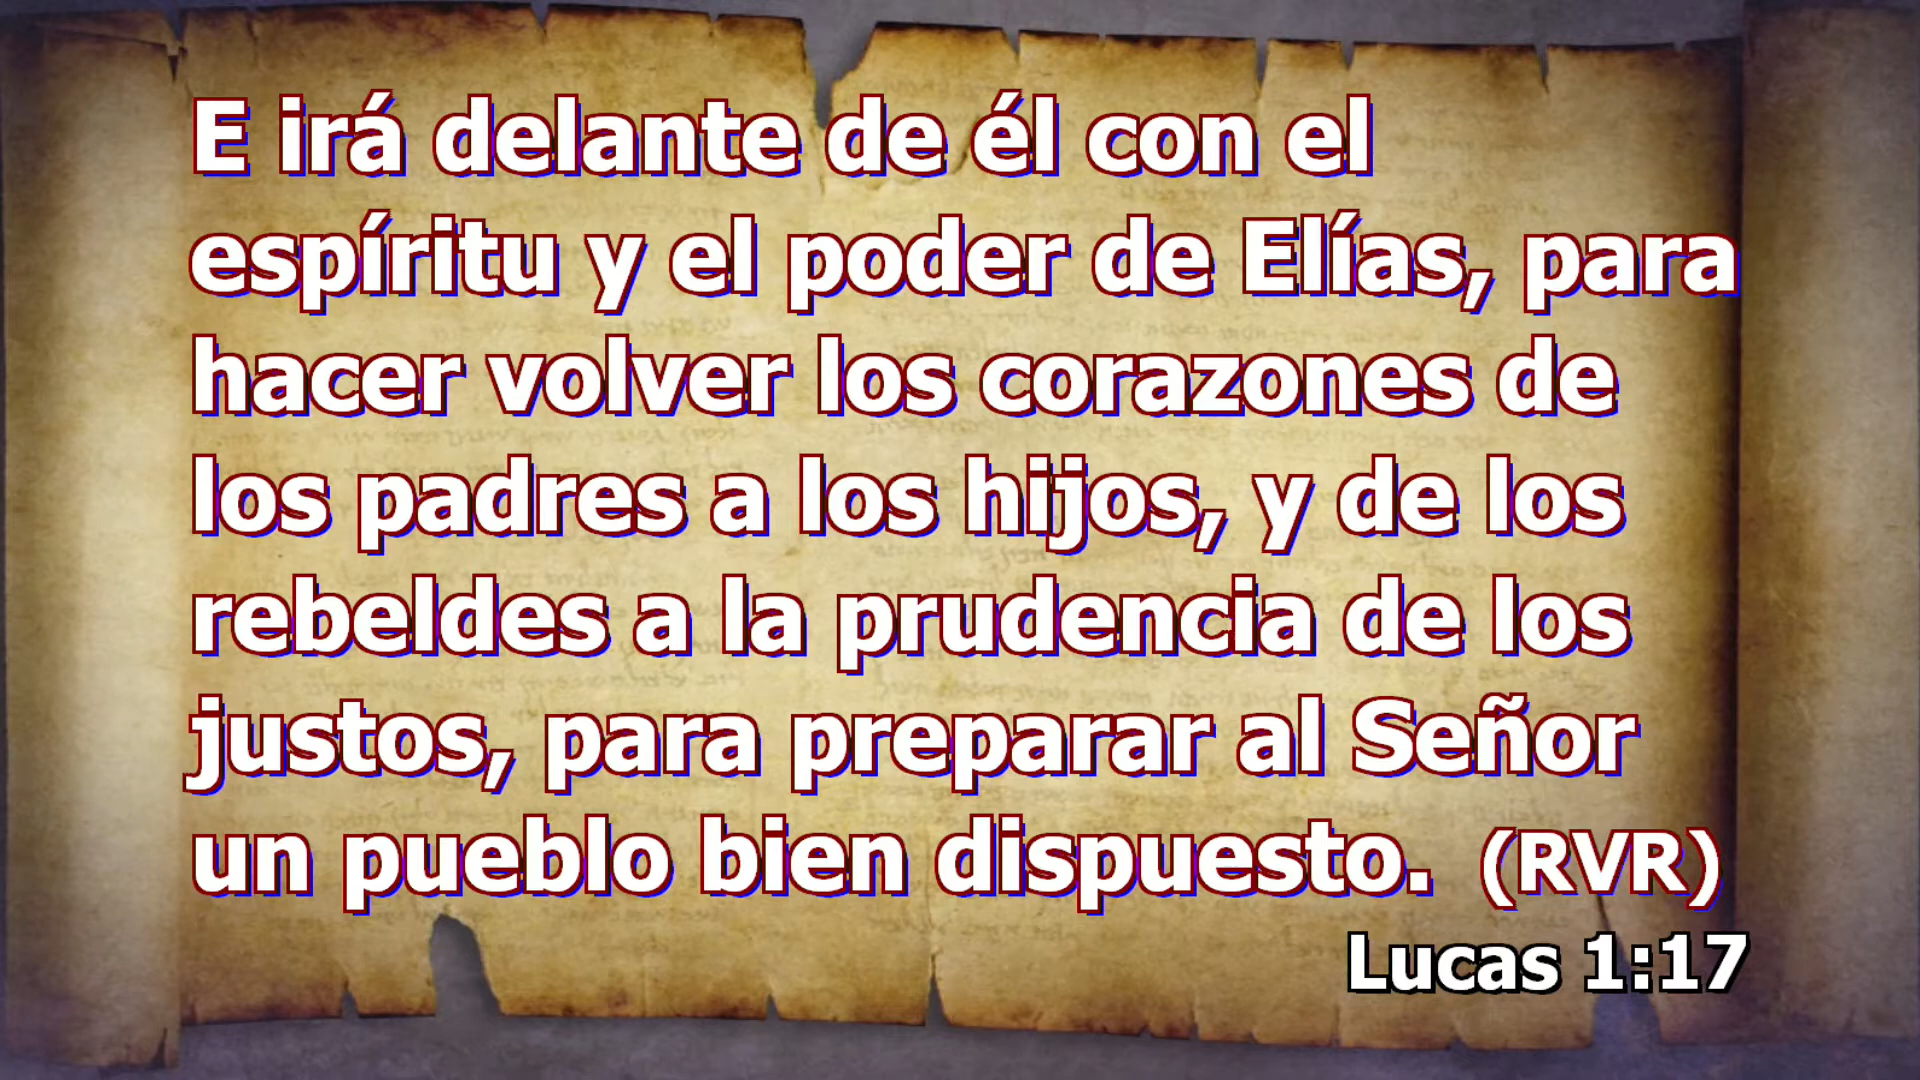 E irá delante de él con el
espíritu y el poder de Elías, para
hacer volver los corazones de
los padres a los hijos, y de los
rebeldes a la prudencia de los
justos, para preparar al Señor
un pueblo bien dispuesto. (RVR)
Lucas 1:17